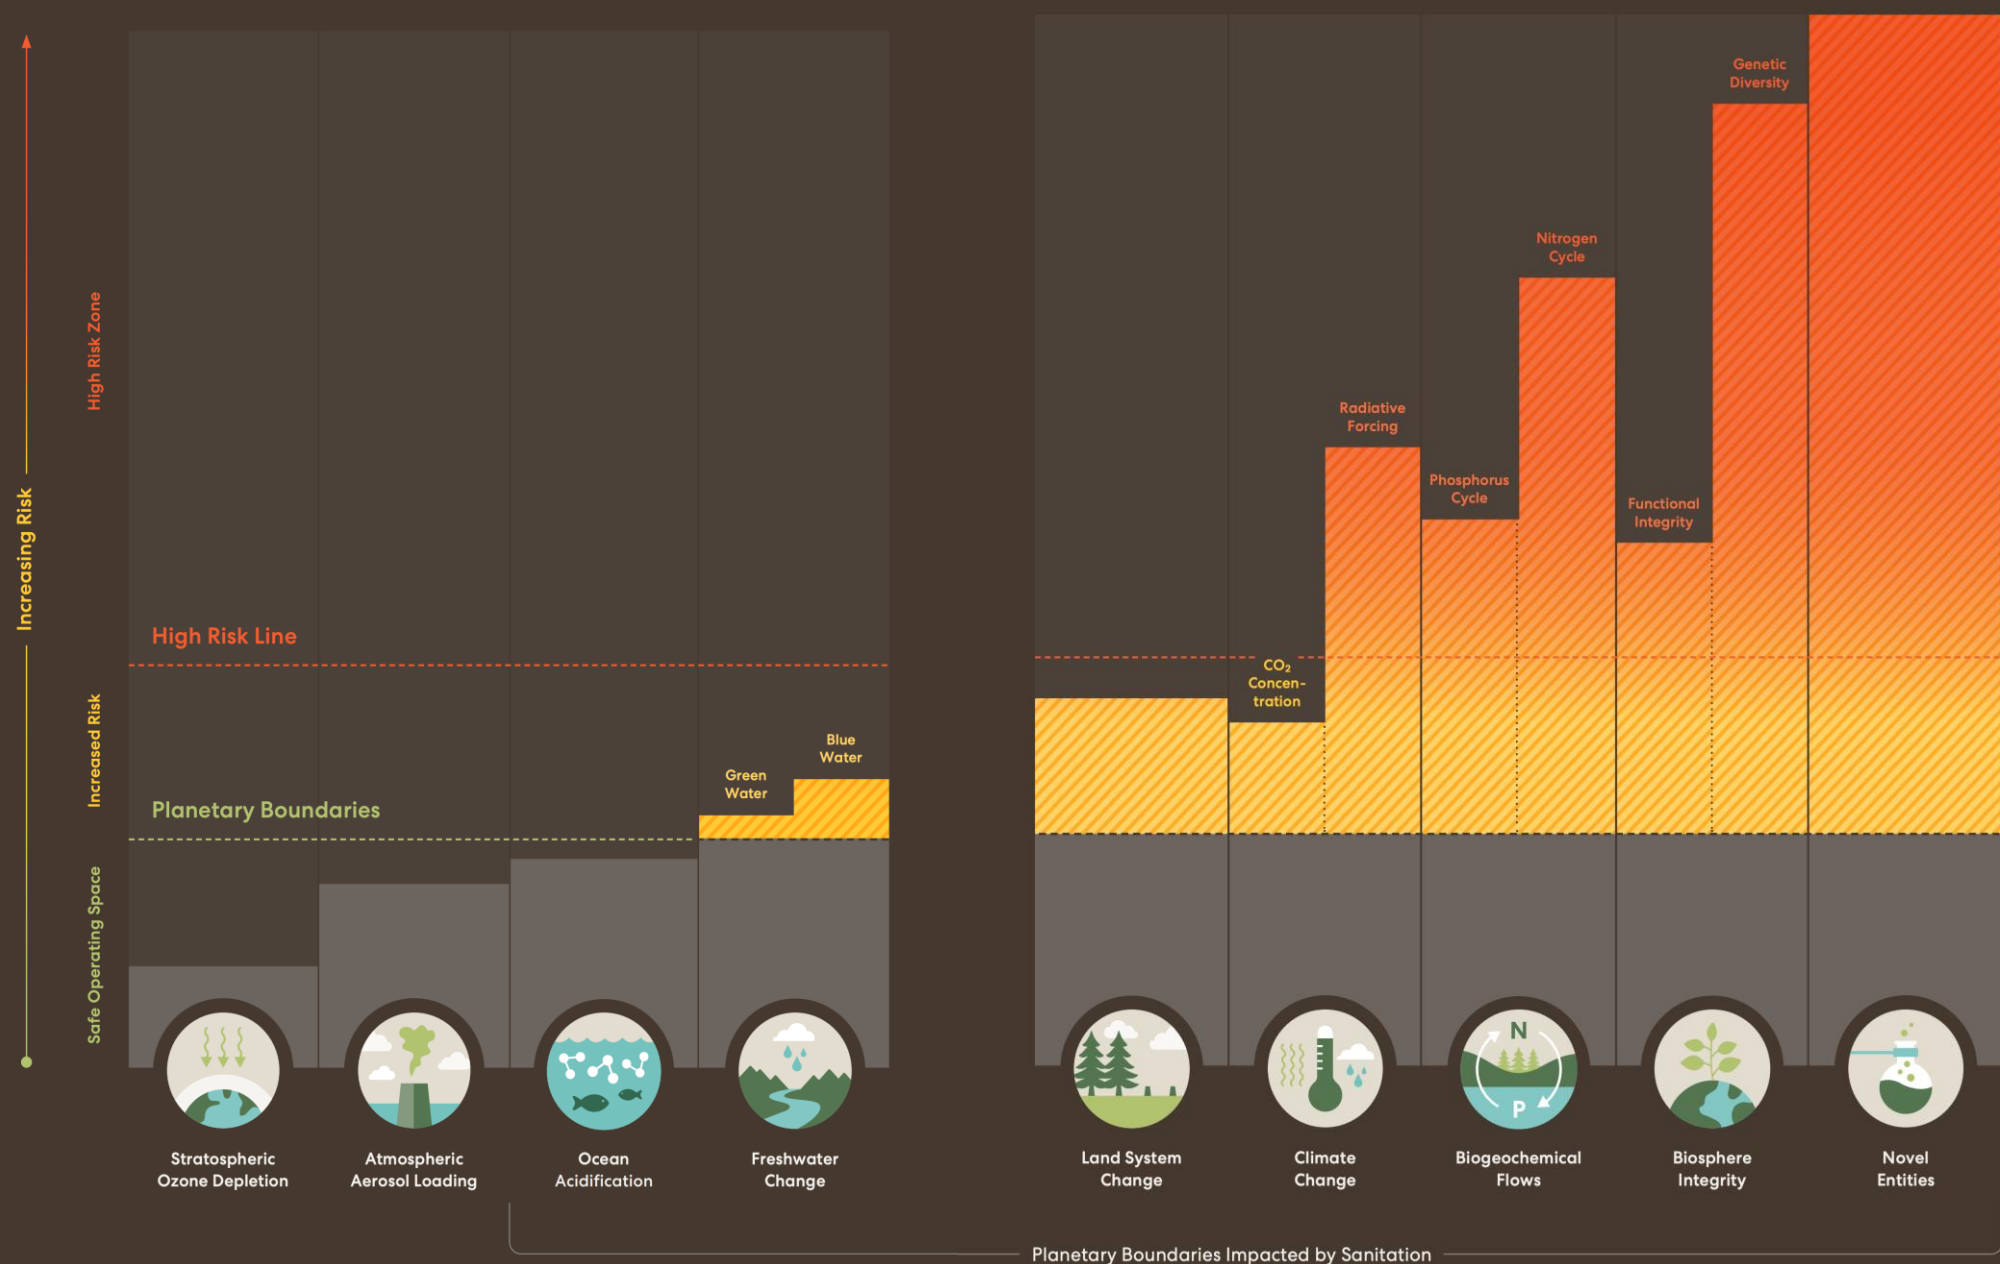 Increasing Risk
High Risk Zone
Increased Risk
Safe Operating Space
High Risk Line
Planetary Boundaries
Green
Water
Blue
Water
CO₂
Concen-
tration
Radiative
Forcing
Phosphorus
Cycle
Nitrogen
Cycle
Functional
Integrity
Genetic
Diversity
N
P
Stratospheric
Ozone Depletion
Atmospheric
Aerosol Loading
Ocean
Acidification
Freshwater
Change
Land System
Change
Climate
Change
Biogeochemical
Flows
Biosphere
Integrity
Novel
Entities
Planetary Boundaries Impacted by Sanitation